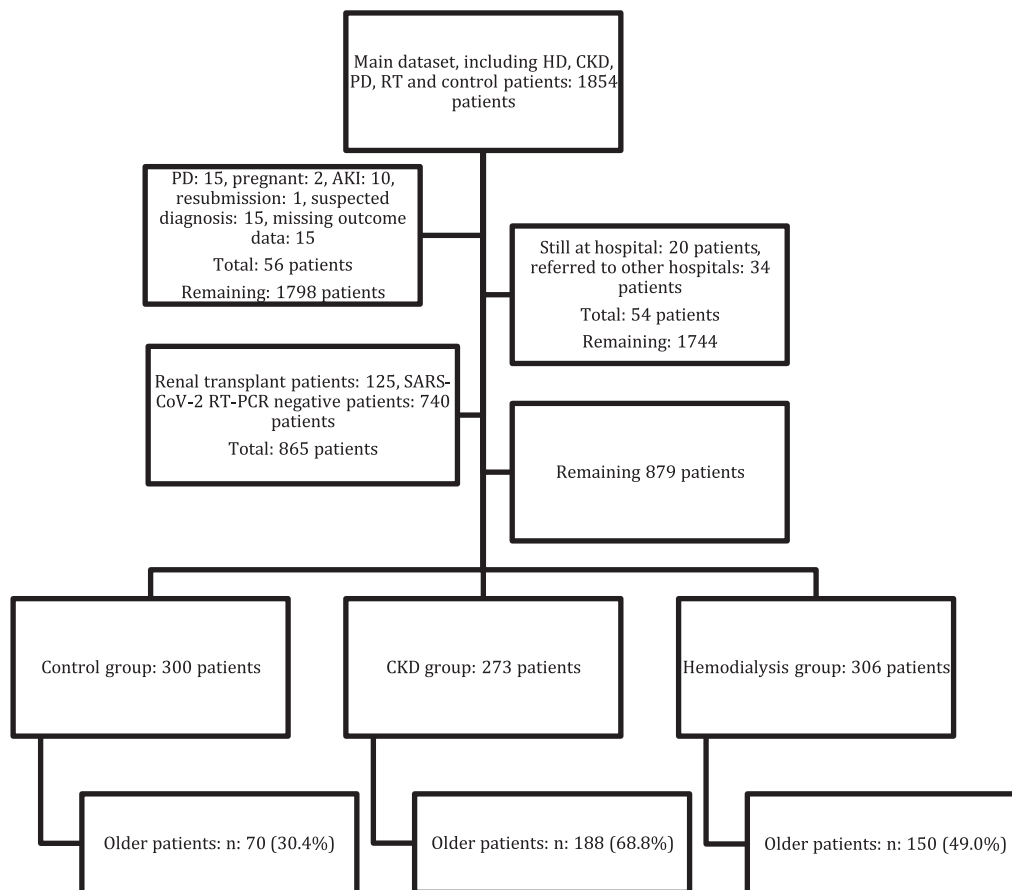 Main dataset, including HD, CKD,
PD, RT and control patients: 1854
patients
PD: 15, pregnant: 2, AKI: 10,
resubmission: 1, suspected
diagnosis: 15, missing outcome
data: 15
Total: 56 patients
Remaining: 1798 patients
Still at hospital: 20 patients,
referred to other hospitals: 34
patients
Total: 54 patients
Remaining: 1744
Renal transplant patients: 125, SARS-
CoV-2 RT-PCR negative patients: 740
patients
Total: 865 patients
Remaining 879 patients
Control group: 300 patients
CKD group: 273 patients
Hemodialysis group: 306 patients
Older patients: n: 70 (30.4%)
Older patients: n: 188 (68.8%)
Older patients: n: 150 (49.0%)